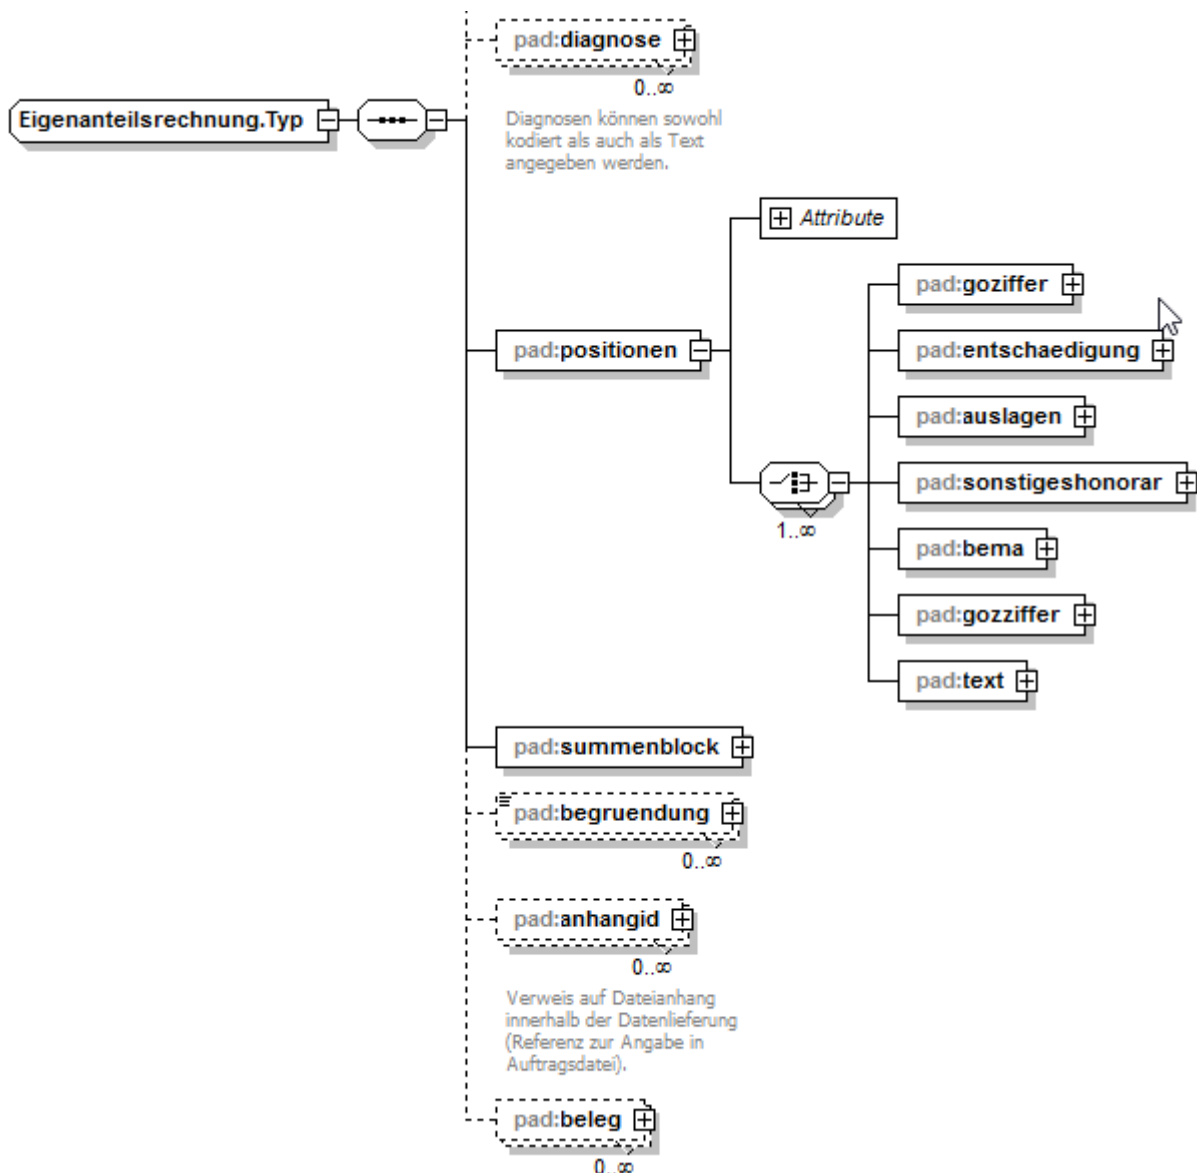 pad:diagnose
0..∞
Eigenanteilsrechnung.Typ
Diagnosen können sowohl
kodiert als auch als Text
angegeben werden.
Attribute
pad:goziffer
pad:positionen
pad:entschaedigung
pad:auslagen
pad:sonstigeshonorar
1..∞
pad:bema
pad:gozziffer
pad:text
pad:summenblock
pad:begruendung
0..∞
pad:anhangid
0..∞
Verweis auf Dateianhang
innerhalb der Datenlieferung
(Referenz zur Angabe in
Auftragsdatei).
pad:beleg
0..∞